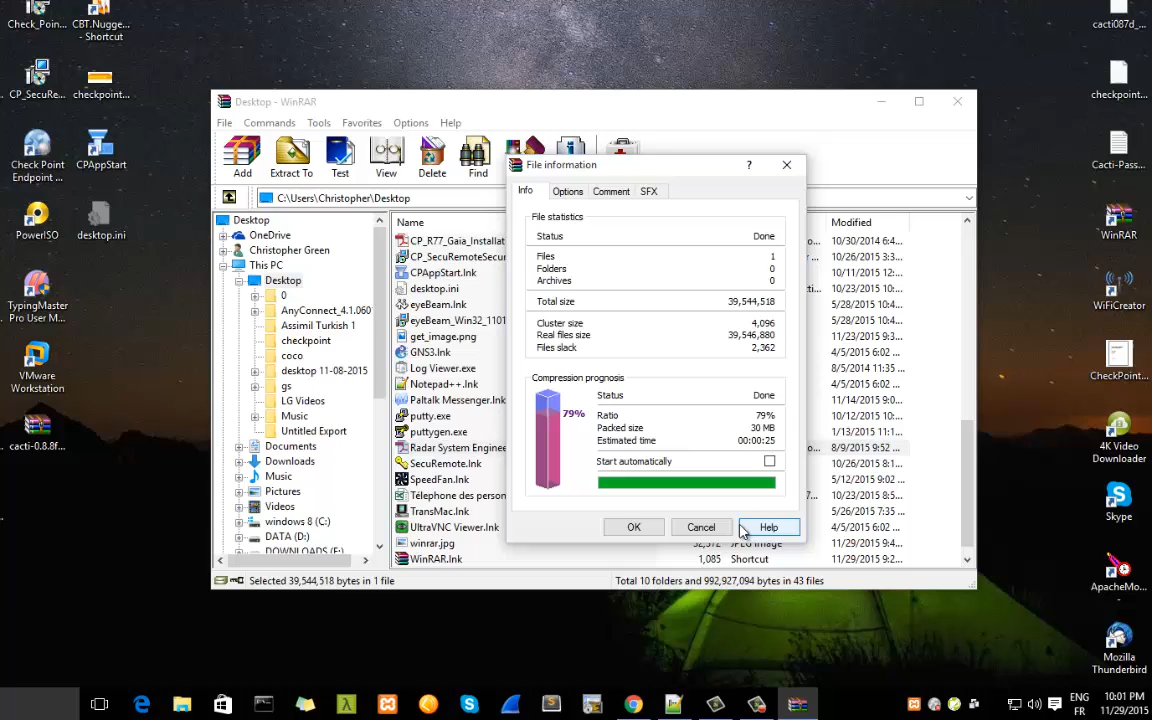 Check_Poin...
CBT.Nugge...
- Shortcut
cacti087d_...
CP_SecuRe...
checkpoint...
checkpoint...
Check Point
Endpoint ...
CPAppStart
Cacti-Pass...
PowerISO
desktop.ini
WinRAR
TypingMaster
Pro User M...
WiFiCreator
VMware
Workstation
CheckPoint...
cacti-0.8.8f...
4K Video
Downloader
Skype
ApacheMo...
Mozilla
Thunderbird
Desktop - WinRAR
File
Commands
Tools
Favorites
Options
Help
Add
Extract To
Test
View
Delete
Find
C:\Users\Christopher\Desktop
Desktop
OneDrive
Christopher Green
This PC
Desktop
0
AnyConnect_4.1.060
Assimil Turkish 1
checkpoint
coco
desktop 11-08-2015
gs
LG Videos
Music
Untitled Export
Documents
Downloads
Music
Pictures
Videos
windows 8 (C:)
DATA (D:)
DOWNLOADS (E:)
Name
Modified
CP_R77_Gaia_Installat
10/30/2014 6:4...
CP_SecuRemoteSecur
10/26/2015 3:3...
CPAppStart.lnk
10/11/2015 12:...
desktop.ini
eyeBeam.lnk
5/28/2015 10:4...
eyeBeam_Win32_1101
5/28/2015 10:4...
get_image.png
11/23/2015 9:...
GNS3.lnk
4/5/2015 6:02 ...
Log Viewer.exe
8/5/2014 11:35...
Notepad++.lnk
4/5/2015 6:02 ...
Paltalk Messenger.lnk
11/14/2015 9:0...
putty.exe
10/12/2015 10:...
puttygen.exe
1/13/2015 11:1...
Radar System Enginee
8/9/2015 9:52 ...
SecuRemote.lnk
10/26/2015 8:1...
SpeedFan.lnk
5/12/2015 9:02...
Télephone des person
10/23/2015 8:5...
TransMac.lnk
5/26/2015 7:35...
UltraVNC Viewer.lnk
4/5/2015 6:02 ...
winrar.jpg
JPEG Image
11/29/2015 9:4...
WinRAR.lnk
1,085
Shortcut
11/29/2015 9:2...
Selected 39,544,518 bytes in 1 file
Total 10 folders and 992,927,094 bytes in 43 files
File information
?
Info
Options
Comment
SFX
File statistics
Status Done
Files 1
Folders 0
Archives 0
Total size 39,544,518
Cluster size 4,096
Real files size 39,546,880
Files slack 2,362
Compression prognosis
79%
Status Done
Ratio 79%
Packed size 30 MB
Estimated time 00:00:25
Start automatically
OK
Cancel
Help
ENG
FR
10:01 PM
11/29/2015